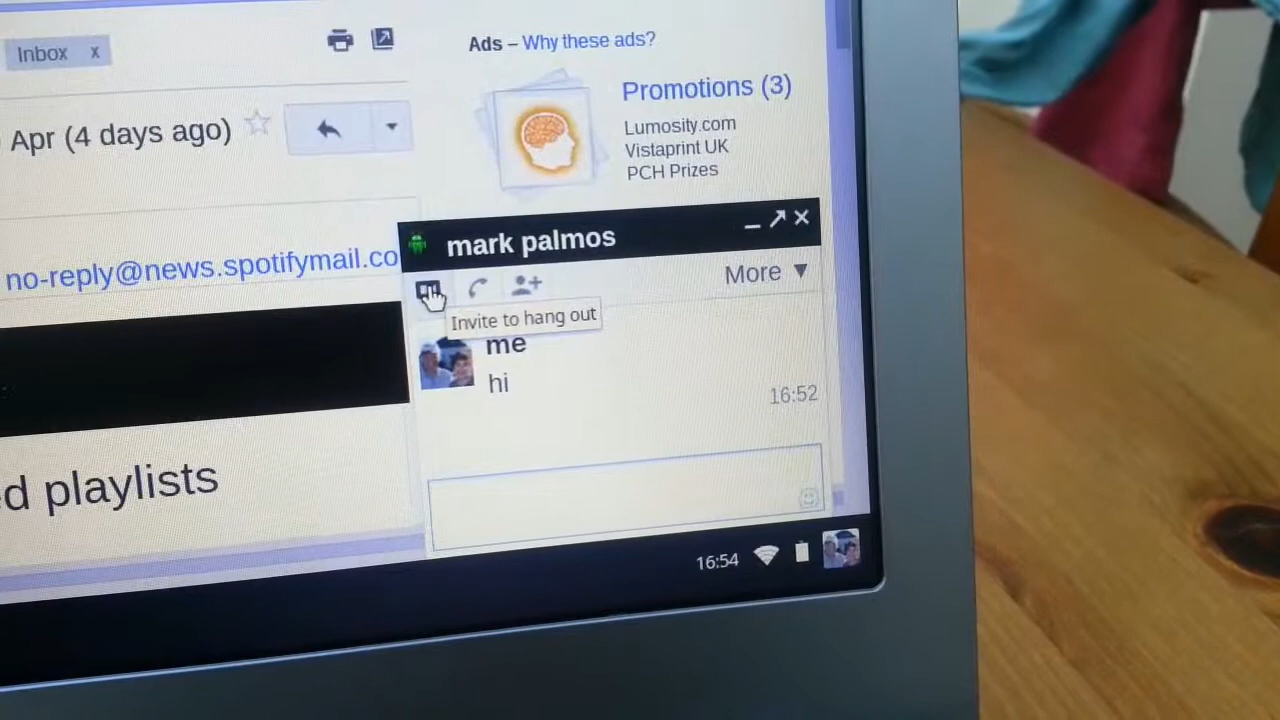 Inbox x
Ads – Why these ads?
Promotions (3)
Lumosity.com
Vistaprint UK
PCH Prizes
Apr (4 days ago)
no-reply@news.spotifymail.co
mark palmos
More
Invite to hang out
me
hi
16:52
d playlists
16:54